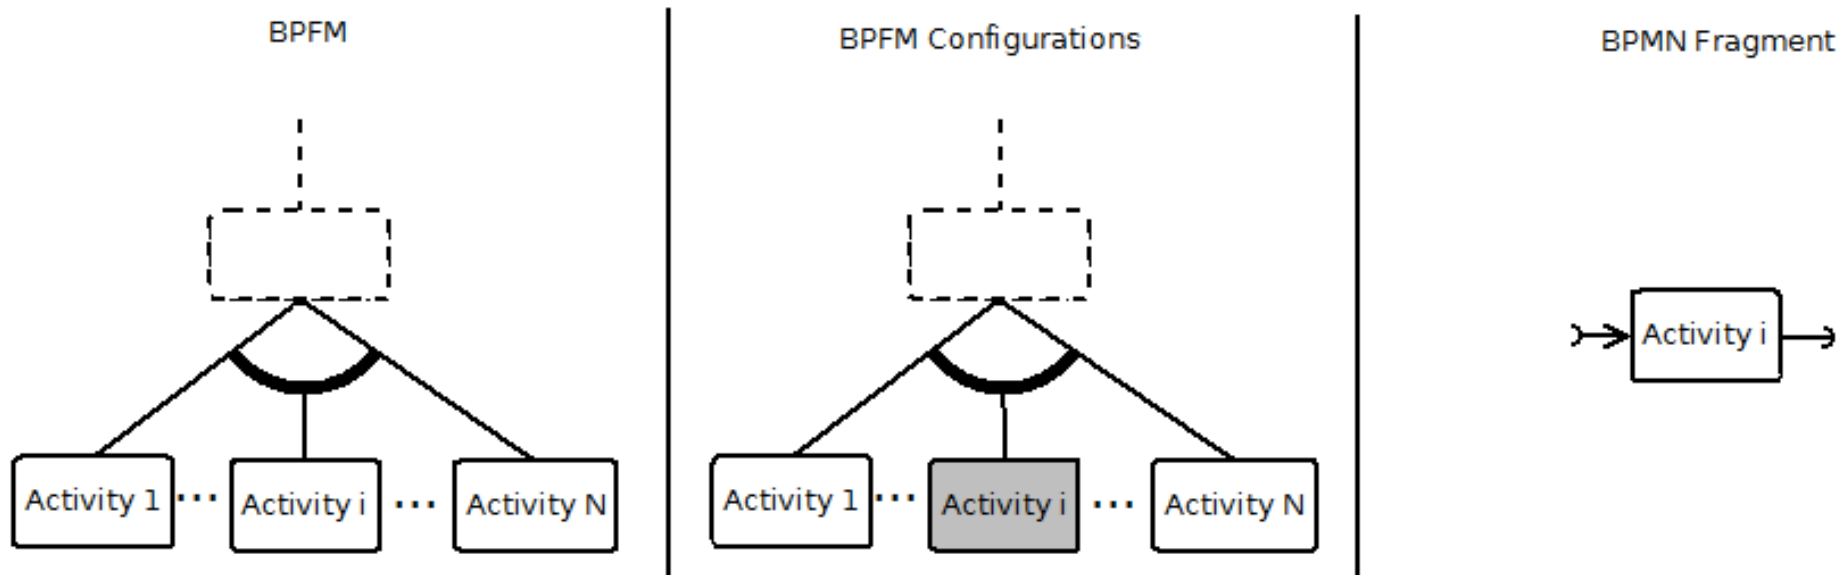 BPFM
BPFM Configurations
BPMN Fragment
Activity 1 ... Activity i ... Activity N
Activity 1 ... Activity i ... Activity N
Activity i